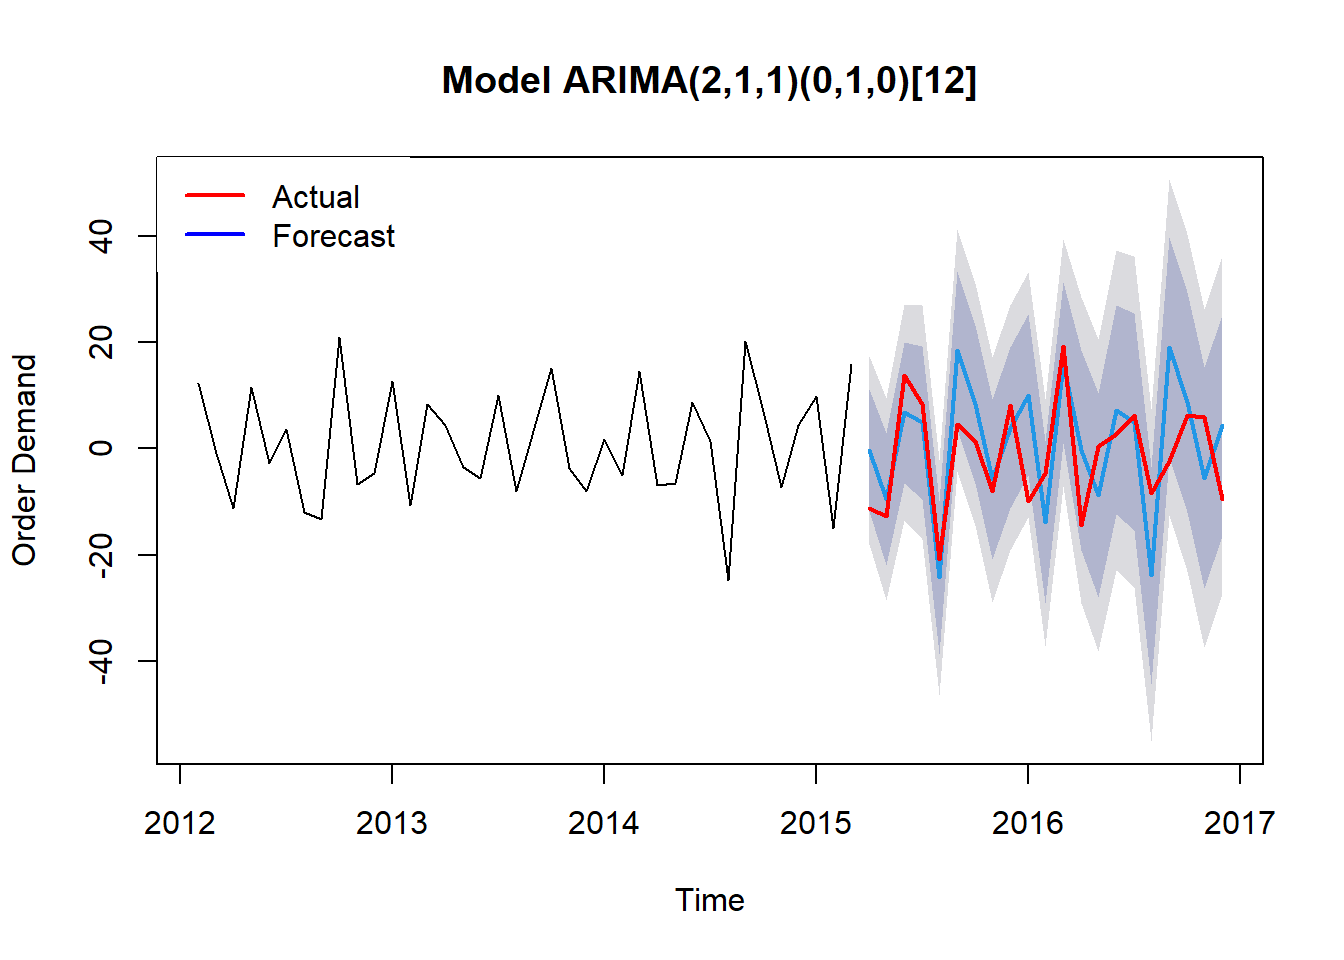 Model ARIMA(2,1,1)(0,1,0)[12]
Actual
Forecast
Order Demand
40
20
0
-20
-40
2012 2013 2014 2015 2016 2017
Time